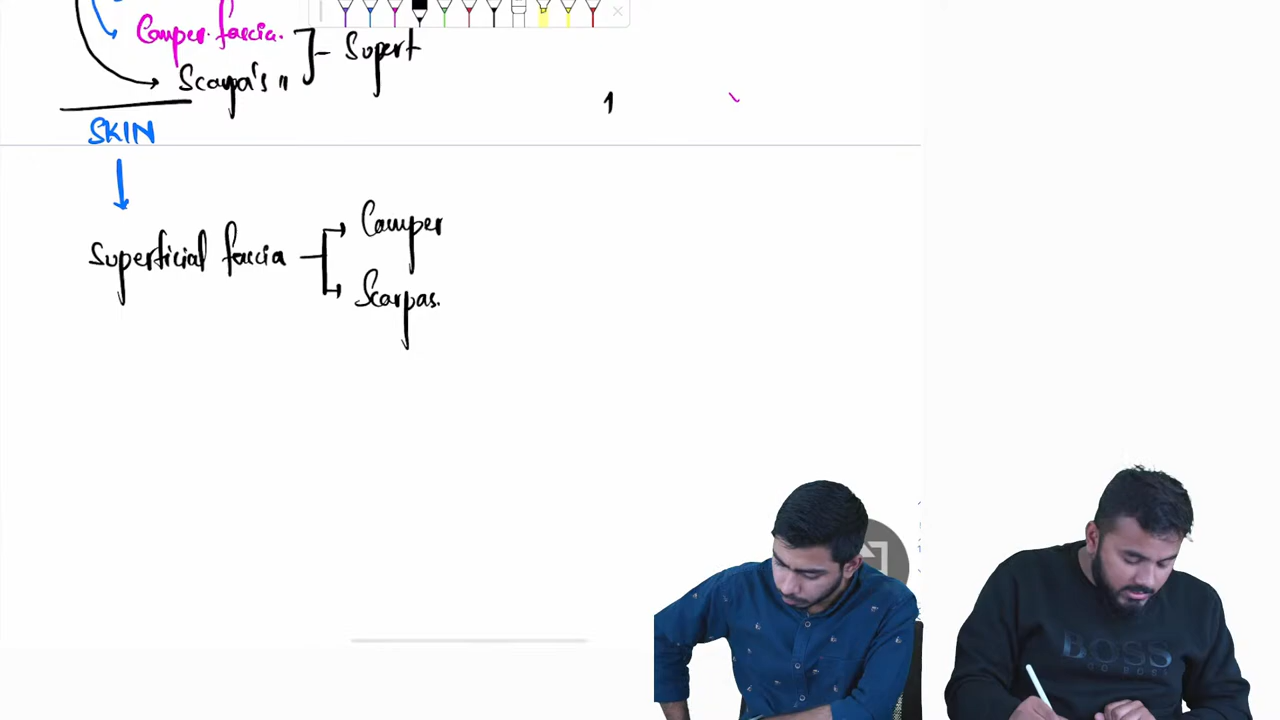 Camper fascia.
Scarpa's " ] - Superf
SKIN
Superficial fascia
Camper
Scarpas.
BOSS